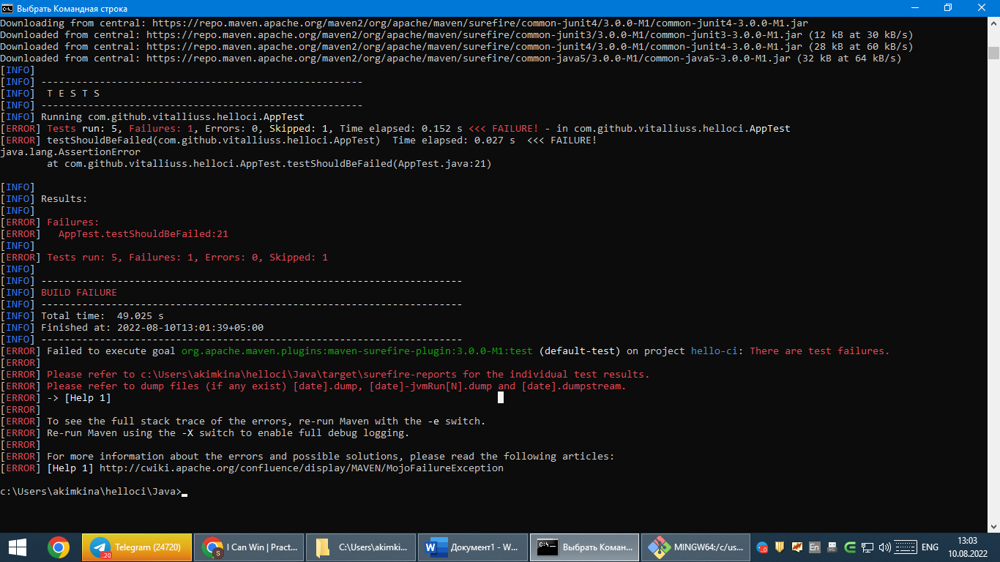 Выбрать Командная строка
Downloading from central: https://repo.maven.apache.org/maven2/org/apache/maven/surefire/common-junit4/3.0.0-M1/common-junit4-3.0.0-M1.jar
Downloaded from central: https://repo.maven.apache.org/maven2/org/apache/maven/surefire/common-junit3/3.0.0-M1/common-junit3-3.0.0-M1.jar (12 kB at 30 kB/s)
Downloaded from central: https://repo.maven.apache.org/maven2/org/apache/maven/surefire/common-junit4/3.0.0-M1/common-junit4-3.0.0-M1.jar (28 kB at 60 kB/s)
Downloaded from central: https://repo.maven.apache.org/maven2/org/apache/maven/surefire/common-java5/3.0.0-M1/common-java5-3.0.0-M1.jar (32 kB at 64 kB/s)
[INFO]
[INFO] -------------------------------------------------------
[INFO]  T E S T S
[INFO] -------------------------------------------------------
[INFO] Running com.github.vitalliuss.helloci.AppTest
[ERROR] Tests run: 5, Failures: 1, Errors: 0, Skipped: 1, Time elapsed: 0.152 s <<< FAILURE! - in com.github.vitalliuss.helloci.AppTest
[ERROR] testShouldBeFailed(com.github.vitalliuss.helloci.AppTest)  Time elapsed: 0.027 s  <<< FAILURE!
java.lang.AssertionError
        at com.github.vitalliuss.helloci.AppTest.testShouldBeFailed(AppTest.java:21)
[INFO]
[INFO] Results:
[INFO]
[ERROR] Failures:
[ERROR]   AppTest.testShouldBeFailed:21
[INFO]
[ERROR] Tests run: 5, Failures: 1, Errors: 0, Skipped: 1
[INFO]
[INFO] ------------------------------------------------------------------------
[INFO] BUILD FAILURE
[INFO] ------------------------------------------------------------------------
[INFO] Total time:  49.025 s
[INFO] Finished at: 2022-08-10T13:01:39+05:00
[INFO] ------------------------------------------------------------------------
[ERROR] Failed to execute goal org.apache.maven.plugins:maven-surefire-plugin:3.0.0-M1:test (default-test) on project hello-ci: There are test failures.
[ERROR]
[ERROR] Please refer to c:\Users\akimkina\helloci\Java\target\surefire-reports for the individual test results.
[ERROR] Please refer to dump files (if any exist) [date].dump, [date]-jvmRun[N].dump and [date].dumpstream.
[ERROR] -> [Help 1]
[ERROR]
[ERROR] To see the full stack trace of the errors, re-run Maven with the -e switch.
[ERROR] Re-run Maven using the -X switch to enable full debug logging.
[ERROR]
[ERROR] For more information about the errors and possible solutions, please read the following articles:
[ERROR] [Help 1] http://cwiki.apache.org/confluence/display/MAVEN/MojoFailureException
c:\Users\akimkina\helloci\Java>
Telegram (24720) I Can Win | Pract... C:\Users\akimki... Документ1 - W... Выбрать Коман... MINGW64:/c/us... En ENG 13:03
10.08.2022